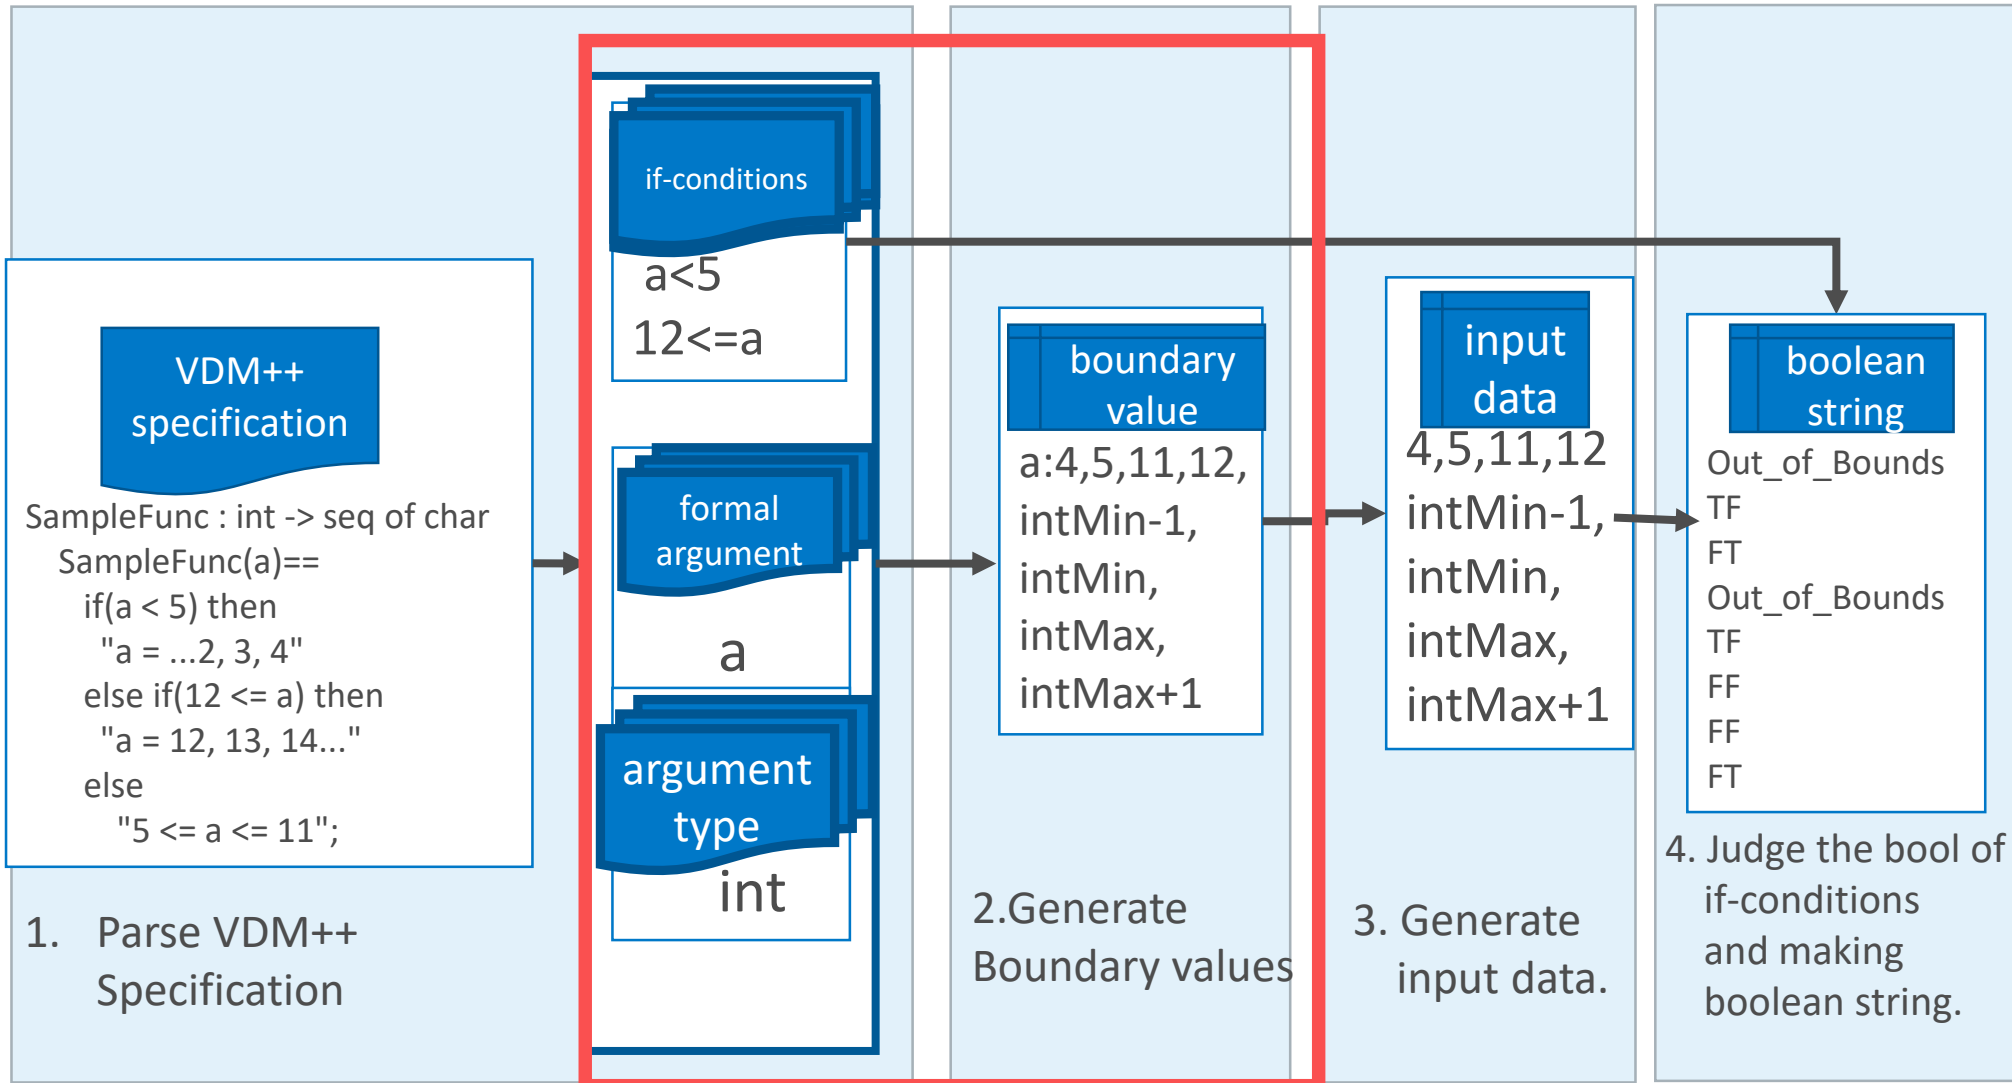 VDM++
specification
SampleFunc : int -> seq of char
SampleFunc(a)==
if(a < 5) then
"a = ...2, 3, 4"
else if(12 <= a) then
"a = 12, 13, 14..."
else
"5 <= a <= 11";
1. Parse VDM++
Specification
if-conditions
a<5
12<=a
formal
argument
a
argument
type
int
boundary
value
a:4,5,11,12,
intMin-1,
intMin,
intMax,
intMax+1
2.Generate
Boundary values
input
data
4,5,11,12
intMin-1,
intMin,
intMax,
intMax+1
3. Generate
input data.
boolean
string
Out_of_Bounds
TF
FT
Out_of_Bounds
TF
FF
FF
FT
4. Judge the bool of
if-conditions
and making
boolean string.